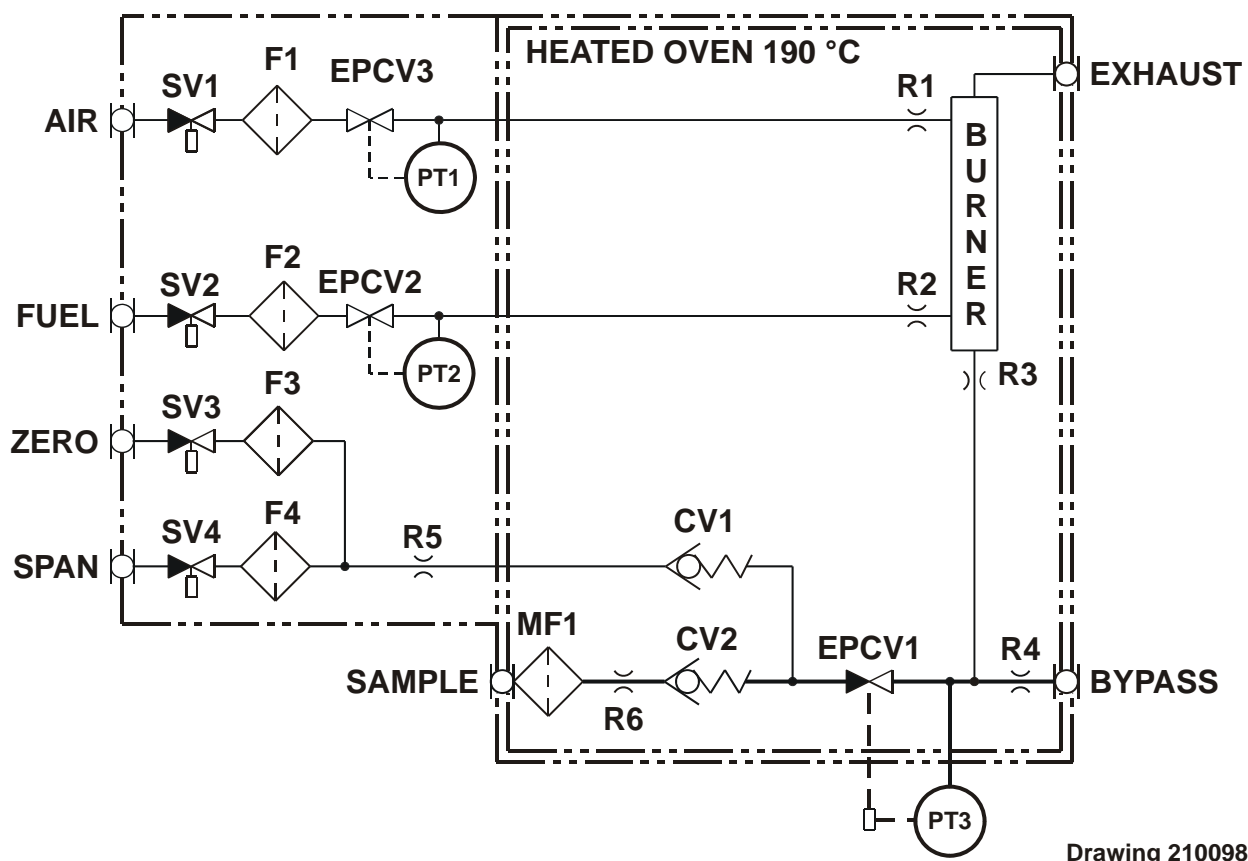 HEATED OVEN 190 °C
F1
EPCV3
SV1
R1
EXHAUST
AIR
BURNER
PT1
F2
SV2
EPCV2
R2
FUEL
PT2
F3
R3
SV3
ZERO
F4
CV1
SV4
R5
SPAN
MF1
CV2
EPCV1
R4
SAMPLE
BYPASS
R6
PT3
Drawing 210098